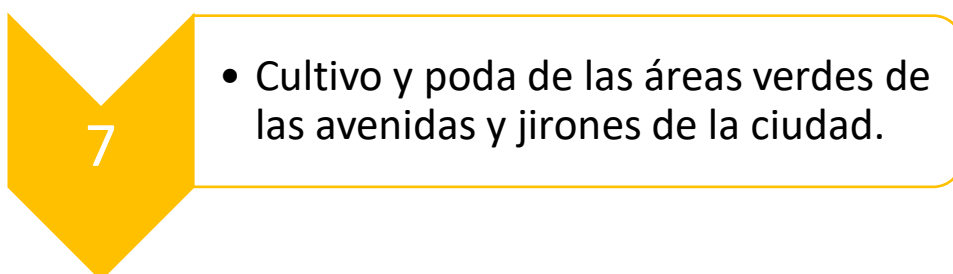 7
• Cultivo y poda de las áreas verdes de
las avenidas y jirones de la ciudad.